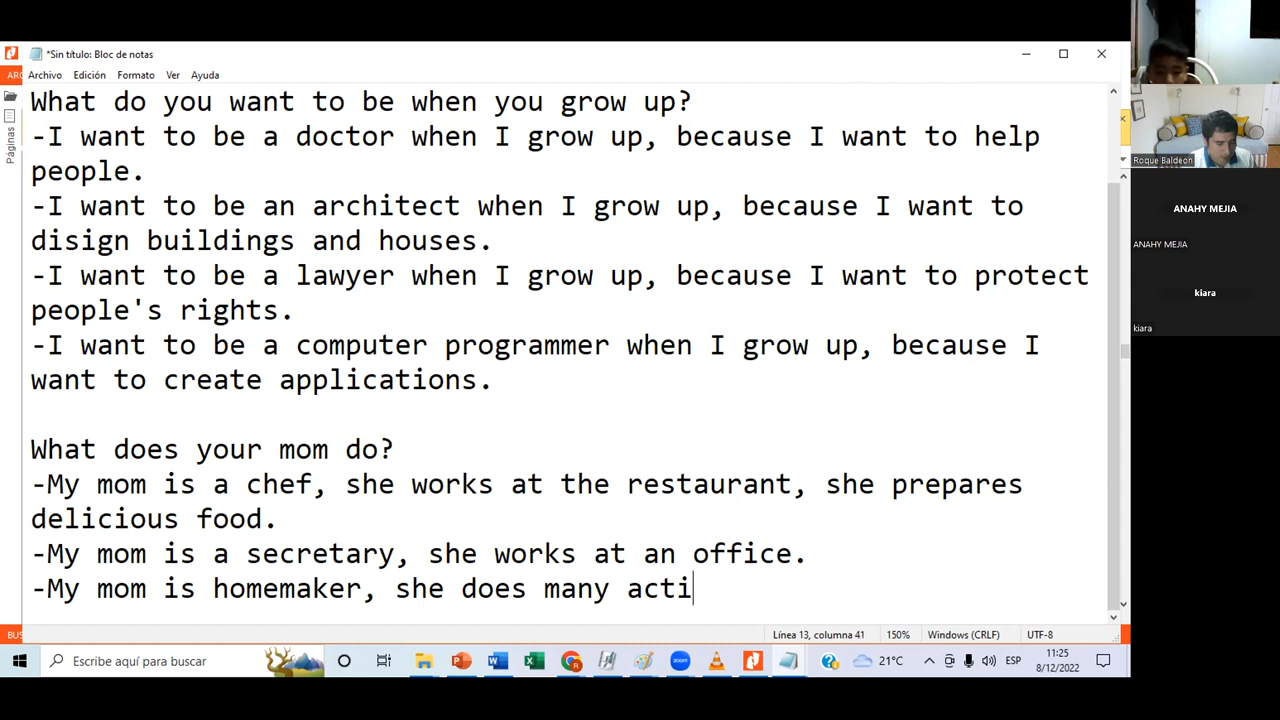 *Sin título: Bloc de notas
ARC
Archivo Edición Formato Ver Ayuda
Páginas
What do you want to be when you grow up?
-I want to be a doctor when I grow up, because I want to help
people.
-I want to be an architect when I grow up, because I want to
disign buildings and houses.
-I want to be a lawyer when I grow up, because I want to protect
people's rights.
-I want to be a computer programmer when I grow up, because I
want to create applications.
What does your mom do?
-My mom is a chef, she works at the restaurant, she prepares
delicious food.
-My mom is a secretary, she works at an office.
-My mom is homemaker, she does many acti
BUS
Línea 13, columna 41 150% Windows (CRLF) UTF-8
Escribe aquí para buscar
zoom
21°C ESP
11:25
8/12/2022
Roque Baldeon
ANAHY MEJIA
ANAHY MEJIA
kiara
kiara